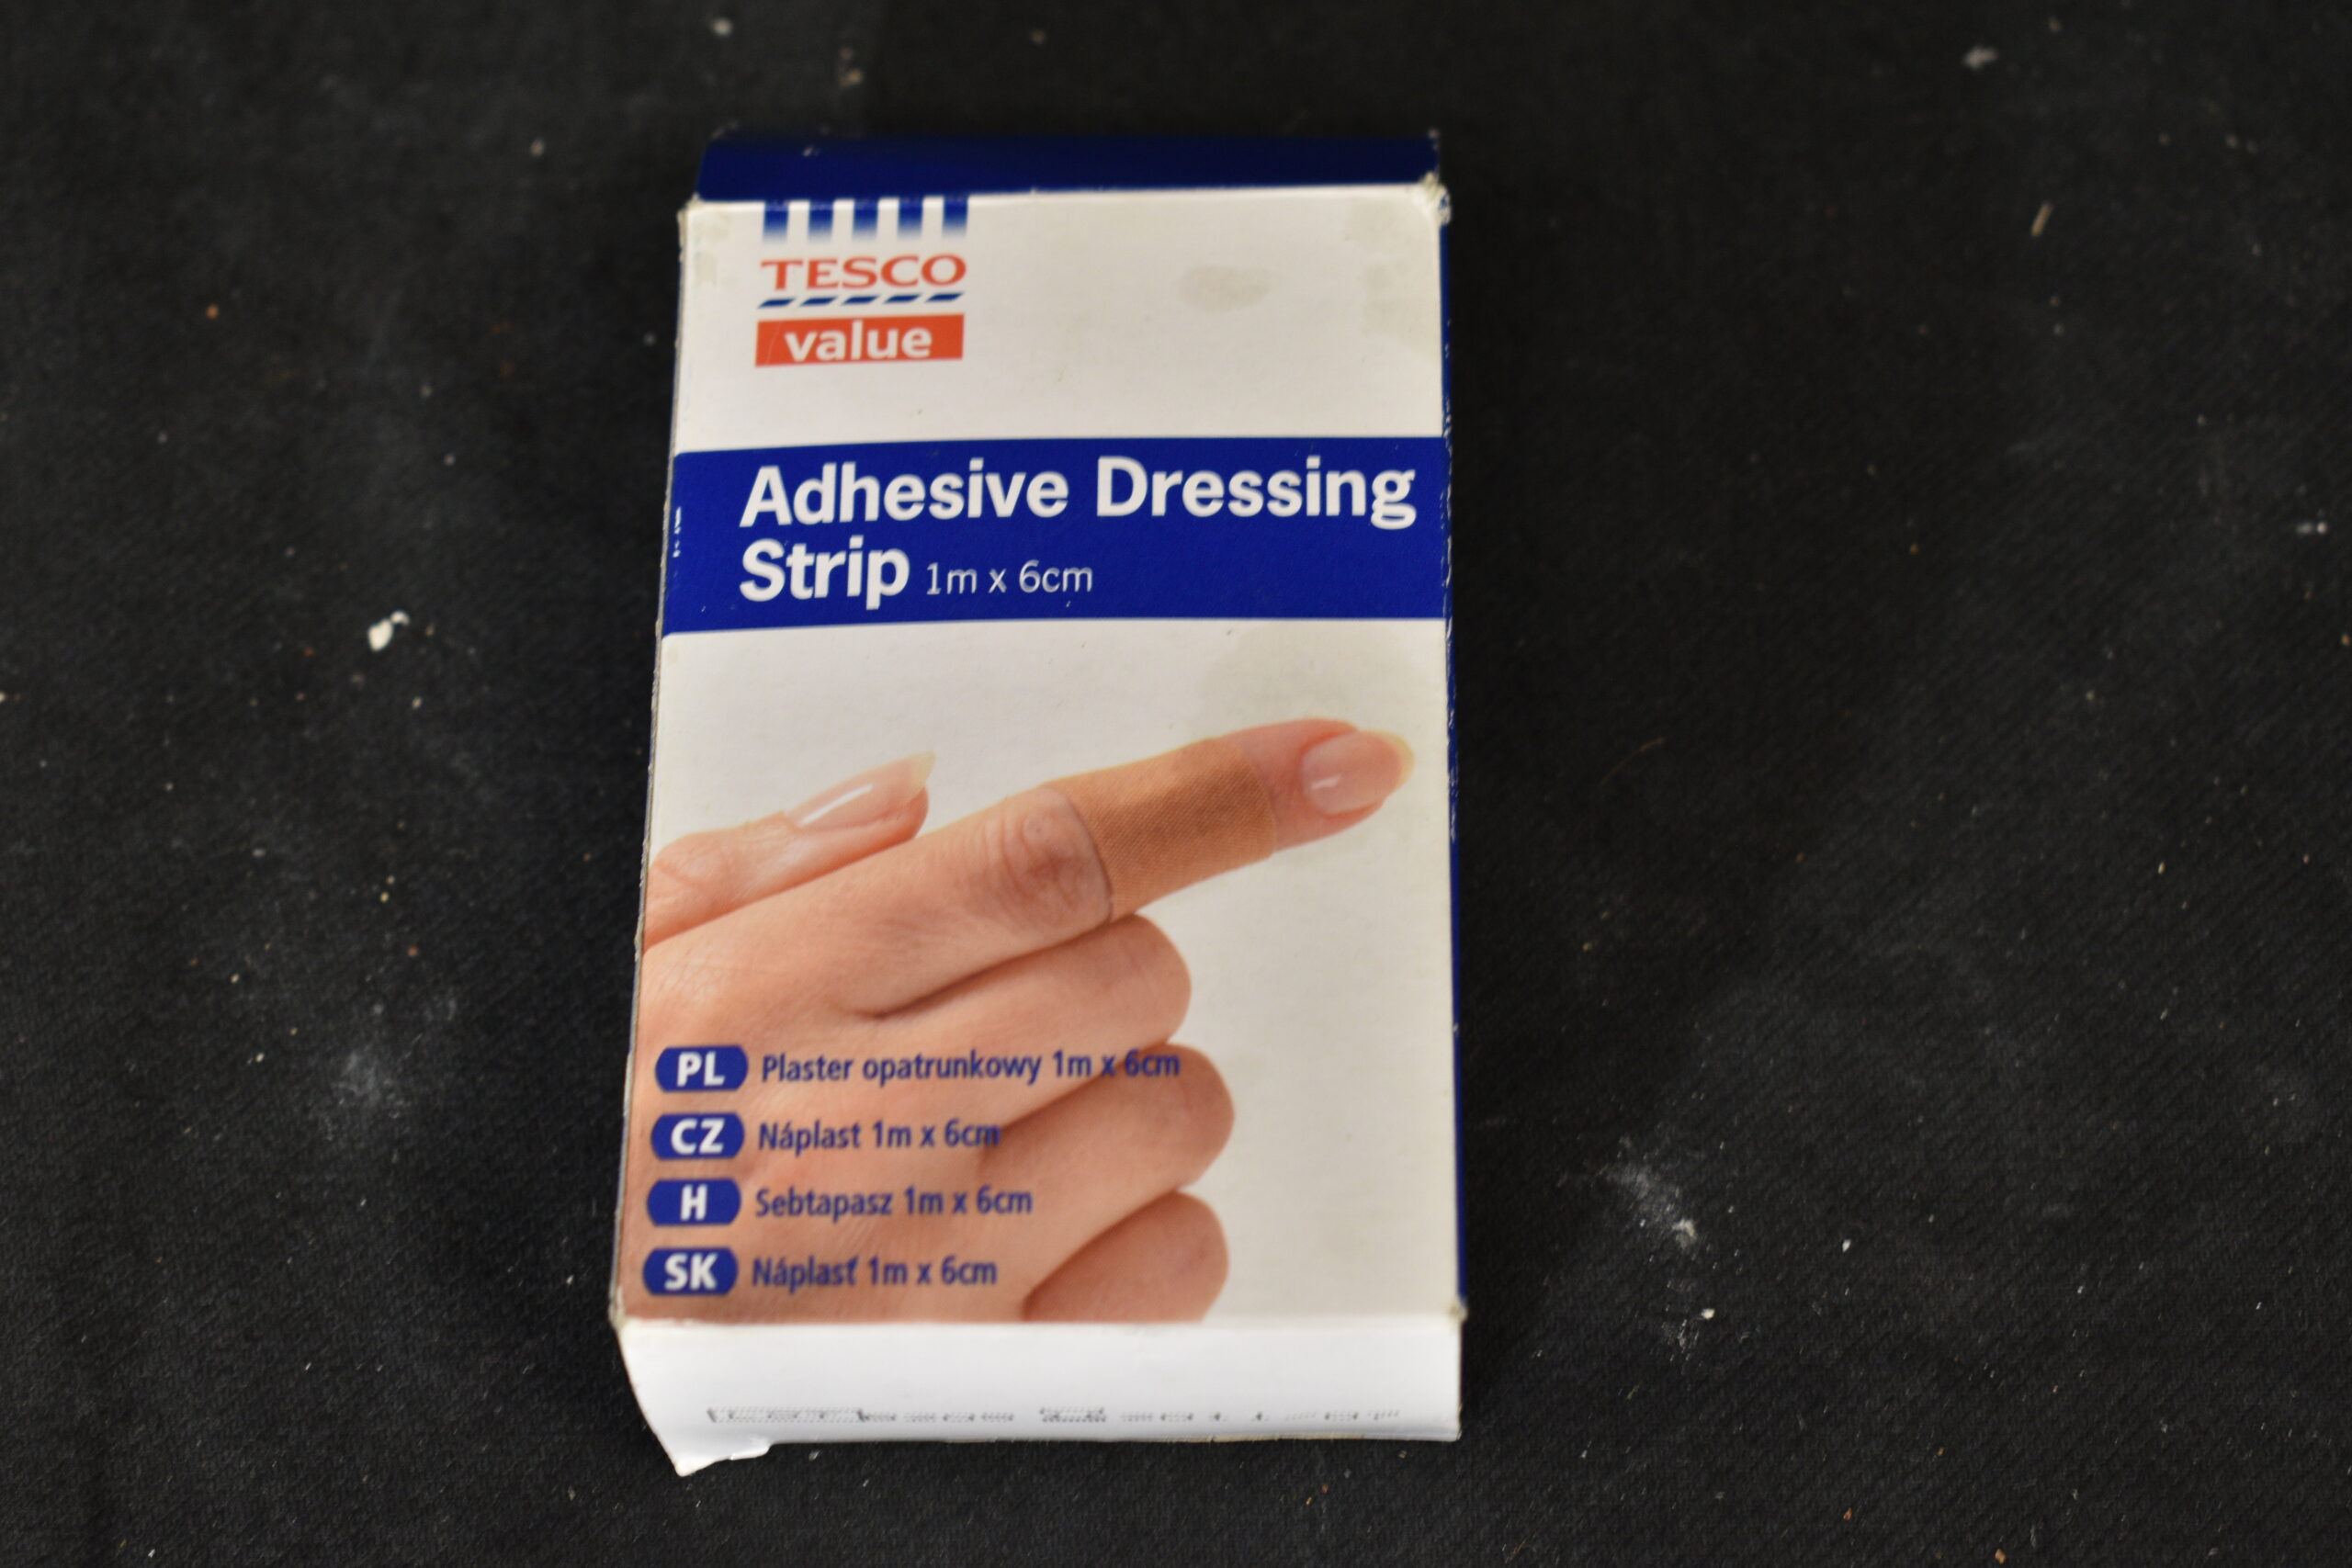 TESCO
value
Adhesive Dressing
Strip 1m x 6cm
PL Plaster opatrunkowy 1m x 6cm
CZ Náplast 1m x 6cm
H Sebtapasz 1m x 6cm
SK Náplasť 1m x 6cm